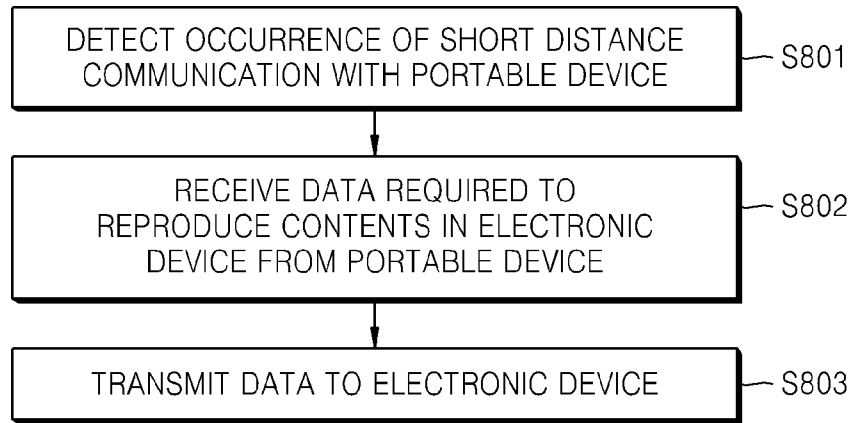 DETECT OCCURRENCE OF SHORT DISTANCE
COMMUNICATION WITH PORTABLE DEVICE
S801
RECEIVE DATA REQUIRED TO
REPRODUCE CONTENTS IN ELECTRONIC
DEVICE FROM PORTABLE DEVICE
S802
TRANSMIT DATA TO ELECTRONIC DEVICE
S803